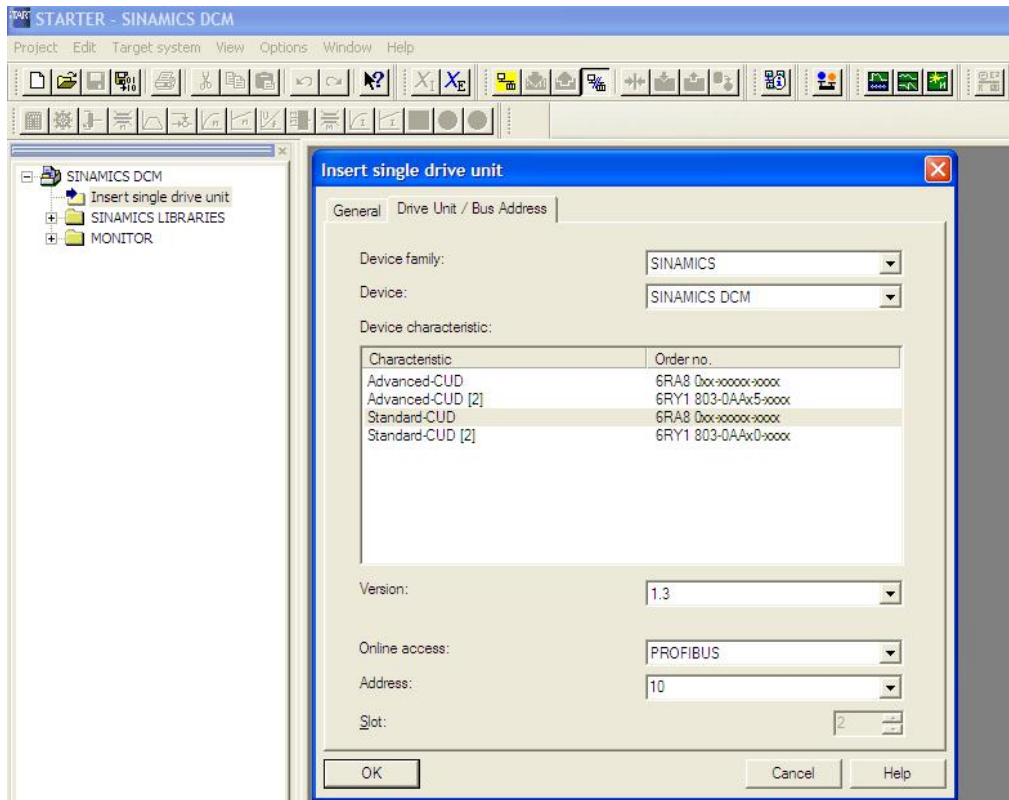 STARTER - SINAMICS DCM
Project Edit Target system View Options Window Help
SINAMICS DCM
Insert single drive unit
SINAMICS LIBRARIES
MONITOR
Insert single drive unit
General Drive Unit / Bus Address
Device family: SINAMICS
Device: SINAMICS DCM
Device characteristic:
Characteristic Order no.
Advanced-CUD 6RA8 0xx-xxxxx-xxxx
Advanced-CUD [2] 6RY1 803-0AAx5-xxxx
Standard-CUD 6RA8 0xx-xxxxx-xxxx
Standard-CUD [2] 6RY1 803-0AAx0-xxxx
Version: 1.3
Online access: PROFIBUS
Address: 10
Slot: 2
OK Cancel Help